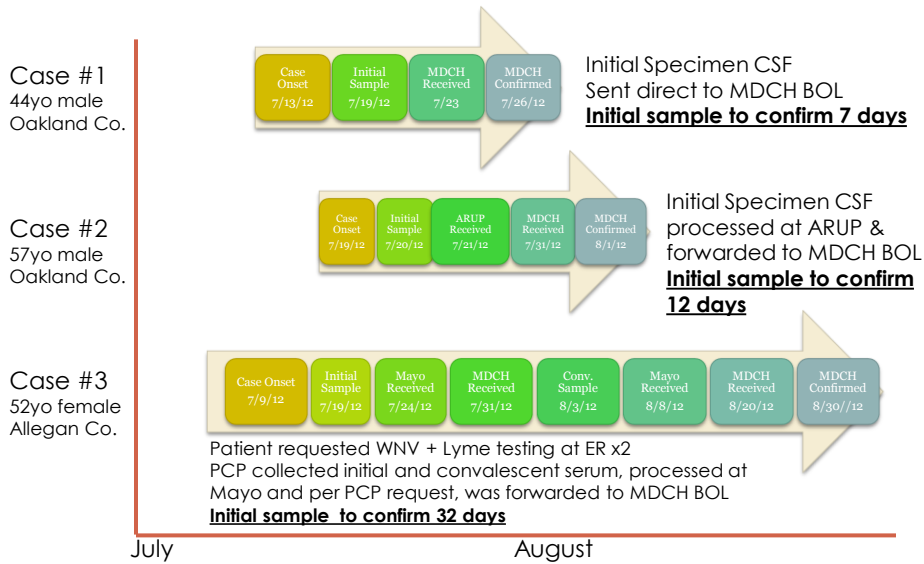 Case #1
44yo male
Oakland Co.
Case
Onset
7/13/12
Initial
Sample
7/19/12
MDCH
Received
7/23
MDCH
Confirmed
7/26/12
Initial Specimen CSF
Sent direct to MDCH BOL
Initial sample to confirm 7 days
Case #2
57yo male
Oakland Co.
Case
Onset
7/19/12
Initial
Sample
7/20/12
ARUP
Received
7/21/12
MDCH
Received
7/31/12
MDCH
Confirmed
8/1/12
Initial Specimen CSF
processed at ARUP &
forwarded to MDCH BOL
Initial sample to confirm
12 days
Case #3
52yo female
Allegan Co.
Case Onset
7/9/12
Initial
Sample
7/19/12
Mayo
Received
7/24/12
MDCH
Received
7/31/12
Conv.
Sample
8/3/12
Mayo
Received
8/8/12
MDCH
Received
8/20/12
MDCH
Confirmed
8/30//12
Patient requested WNV + Lyme testing at ER x2
PCP collected initial and convalescent serum, processed at
Mayo and per PCP request, was forwarded to MDCH BOL
Initial sample  to confirm 32 days
July
August